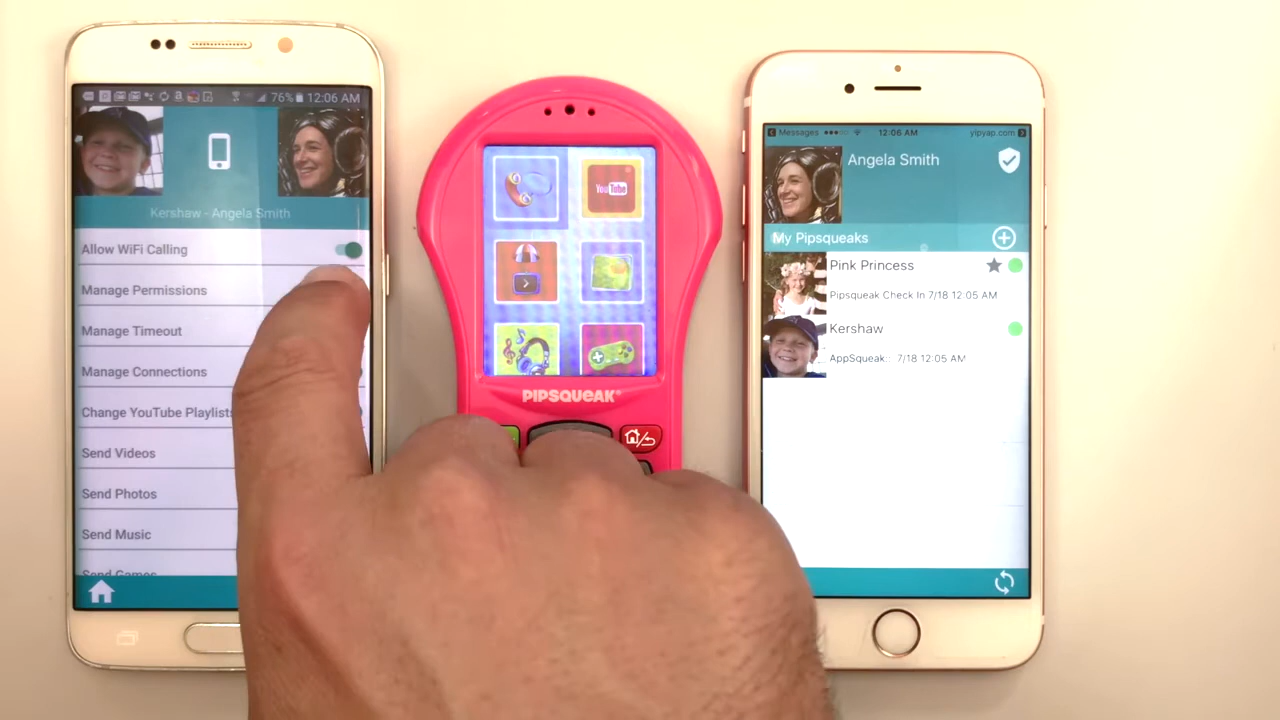 76% 12:06 AM
Kershaw - Angela Smith
Allow WiFi Calling
Manage Permissions
Manage Timeout
Manage Connections
Change YouTube Playlists
Send Videos
Send Photos
Send Music
Send Games
YouTube
PIPSQUEAK
Messages 12:06 AM yipyap.com
Angela Smith
My Pipsqueaks
Pink Princess
Pipsqueak Check In 7/18 12:05 AM
Kershaw
AppSqueak: 7/18 12:05 AM